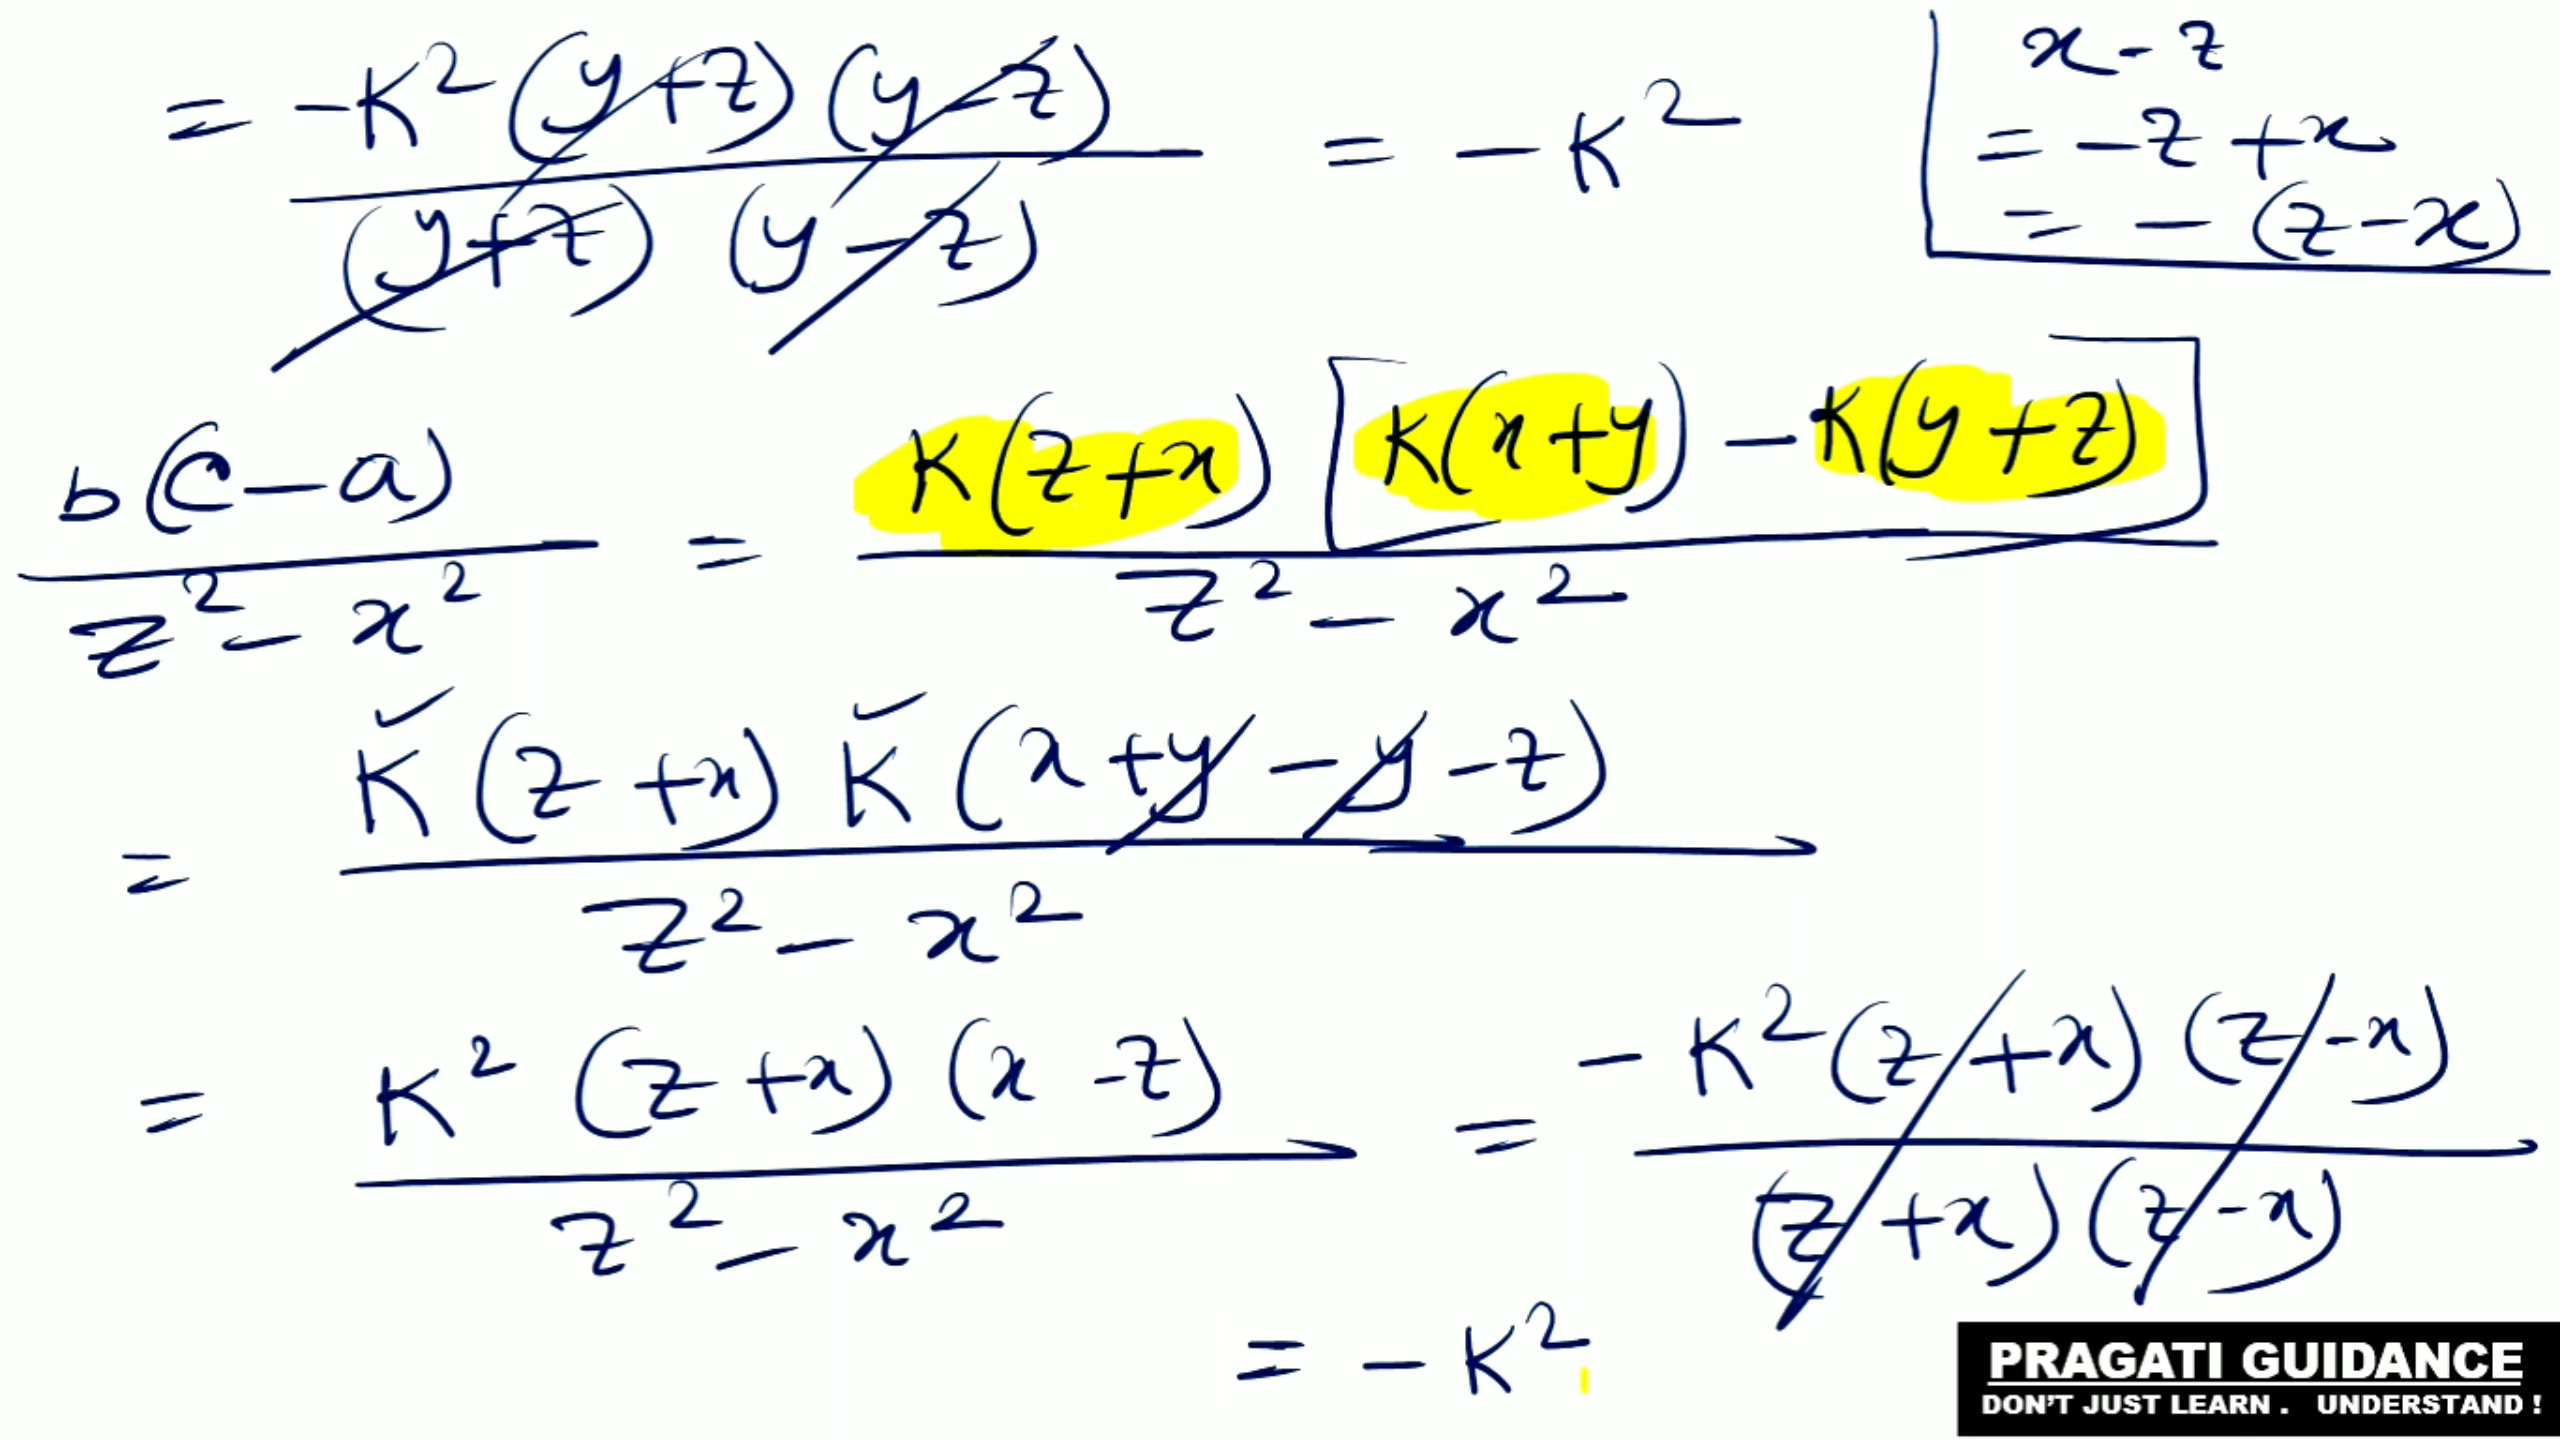 = -K² (y+z) (y-z) / (y+z) (y-z) = -K²
x - z
= -z + x
= - (z - x)
b(c-a) / z² - x² = K(z+x) [K(x+y) - K(y+z)] / z² - x²
= K (z+x) K (x+y-y-z) / z² - x²
= K² (z+x) (x-z) / z² - x² = -K² (z+x) (z-x) / (z+x) (z-x)
= -K²
PRAGATI GUIDANCE
DON'T JUST LEARN. UNDERSTAND!